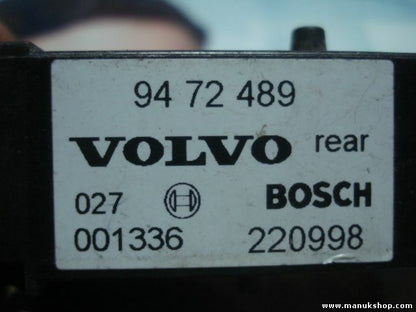 94 72 489
VOLVO rear
027 BOSCH
001336 220998
www.manukshop.com